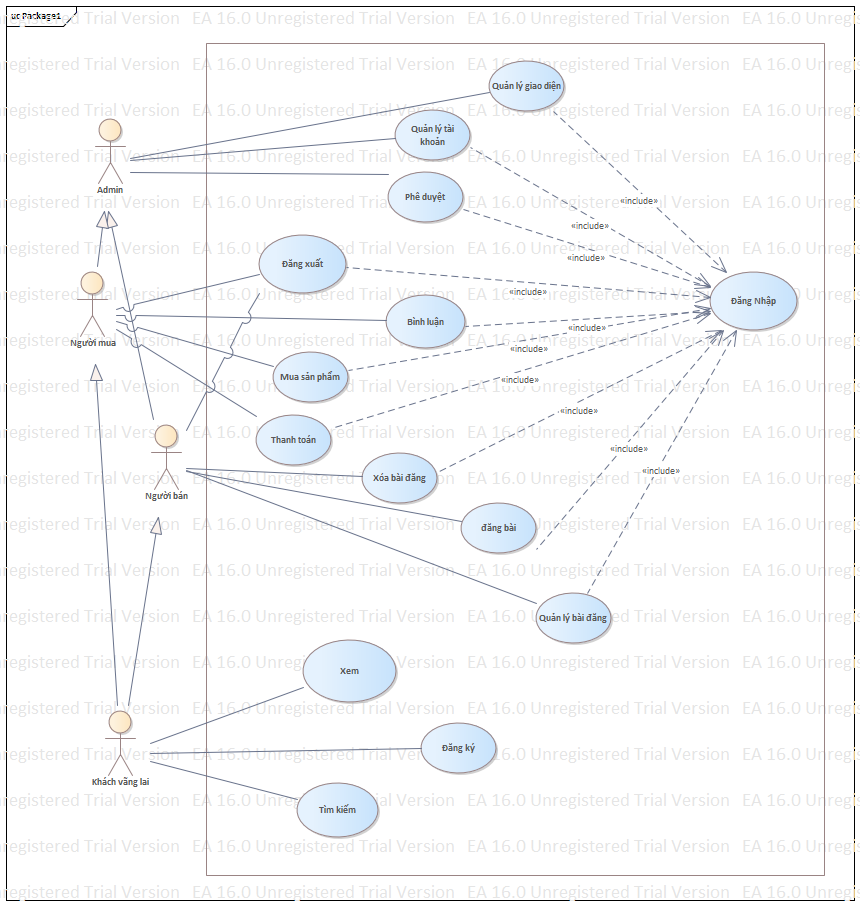 uc Package1
Quản lý giao diện
Quản lý tài
khoản
Admin
Phê duyệt
«include»
«include»
«include»
Đăng xuất
«include»
Đăng Nhập
Người mua
Bình luận
«include»
«include»
Mua sản phẩm
«include»
«include»
Thanh toán
Người bán
«include»
«include»
Xóa bài đăng
đăng bài
Quản lý bài đăng
Xem
Khách vãng lai
Đăng ký
Tìm kiếm
EA 16.0 Unregistered Trial Version